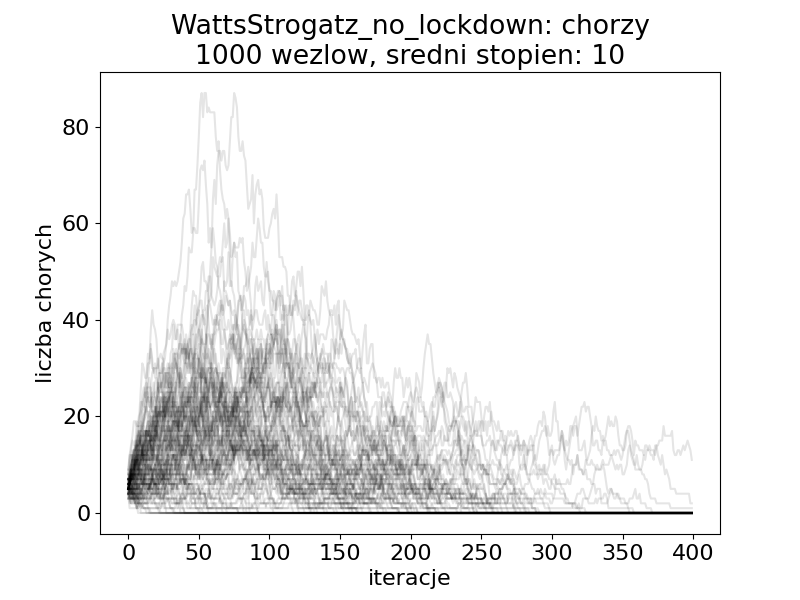 WattsStrogatz_no_lockdown: chorzy
1000 wezlow, sredni stopien: 10
liczba chorych
80
60
40
20
0
0 50 100 150 200 250 300 350 400
iteracje